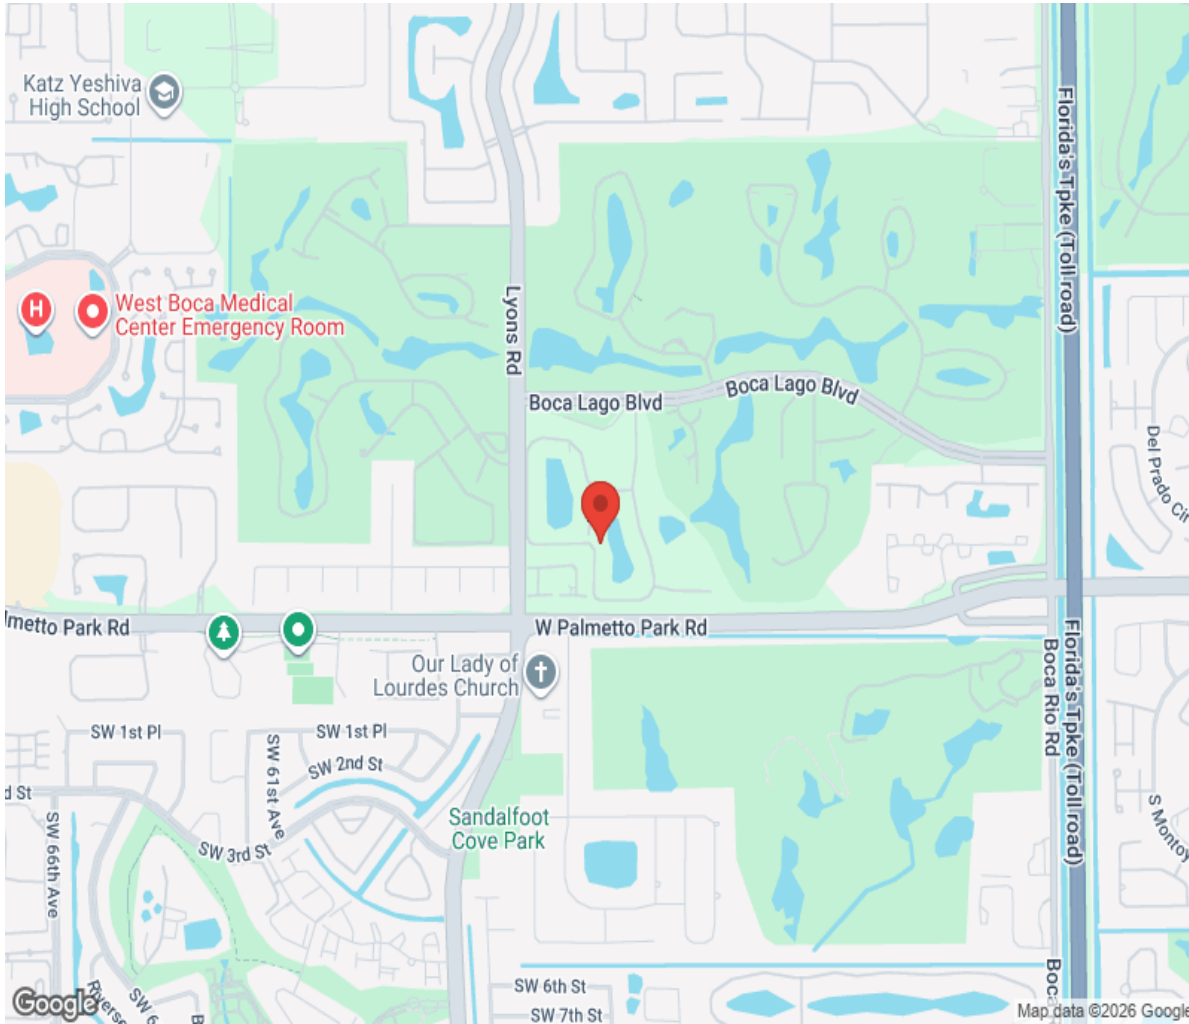 Katz Yeshiva
High School
Florida's Tpke (Toll road)
H
West Boca Medical
Center Emergency Room
Lyons Rd
Boca Lago Blvd
Boca Lago Blvd
Del Prado Cir
lmetto Park Rd
W Palmetto Park Rd
Our Lady of
Lourdes Church
Florida's Tpke (Toll road)
Boca Rio Rd
SW 1st Pl
SW 1st Pl
SW 2nd St
SW 61st Ave
d St
SW 3rd St
SW 66th Ave
Sandalfoot
Cove Park
S Montoy
SW 6th St
SW 7th St
Boca
Riverse
SW 6
B
Google
Map data ©2026 Google